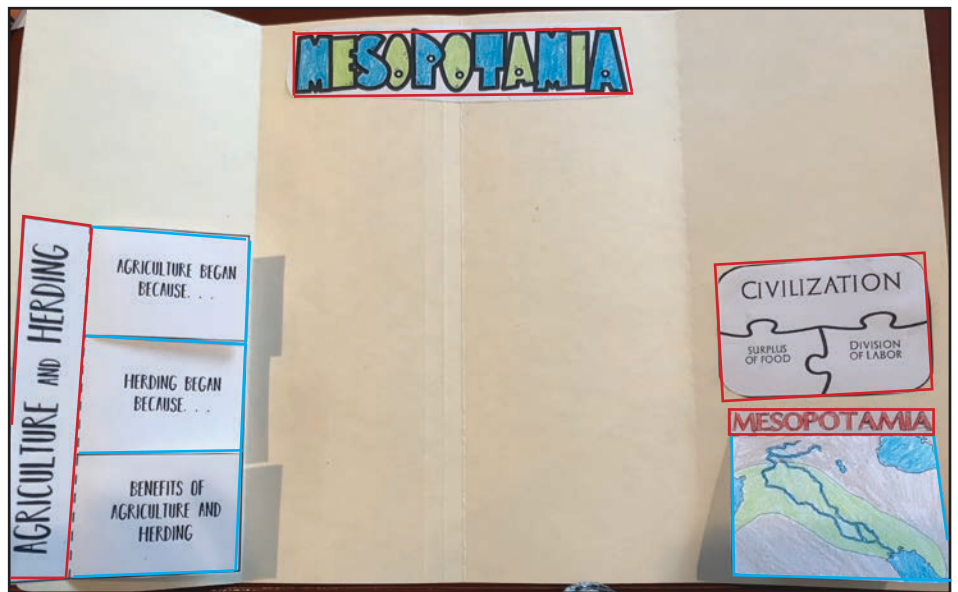 MESOPOTAMIA
AGRICULTURE AND HERDING
AGRICULTURE BEGAN
BECAUSE. . .
HERDING BEGAN
BECAUSE. . .
BENEFITS OF
AGRICULTURE AND
HERDING
CIVILIZATION
SURPLUS
OF FOOD
DIVISION
OF LABOR
MESOPOTAMIA